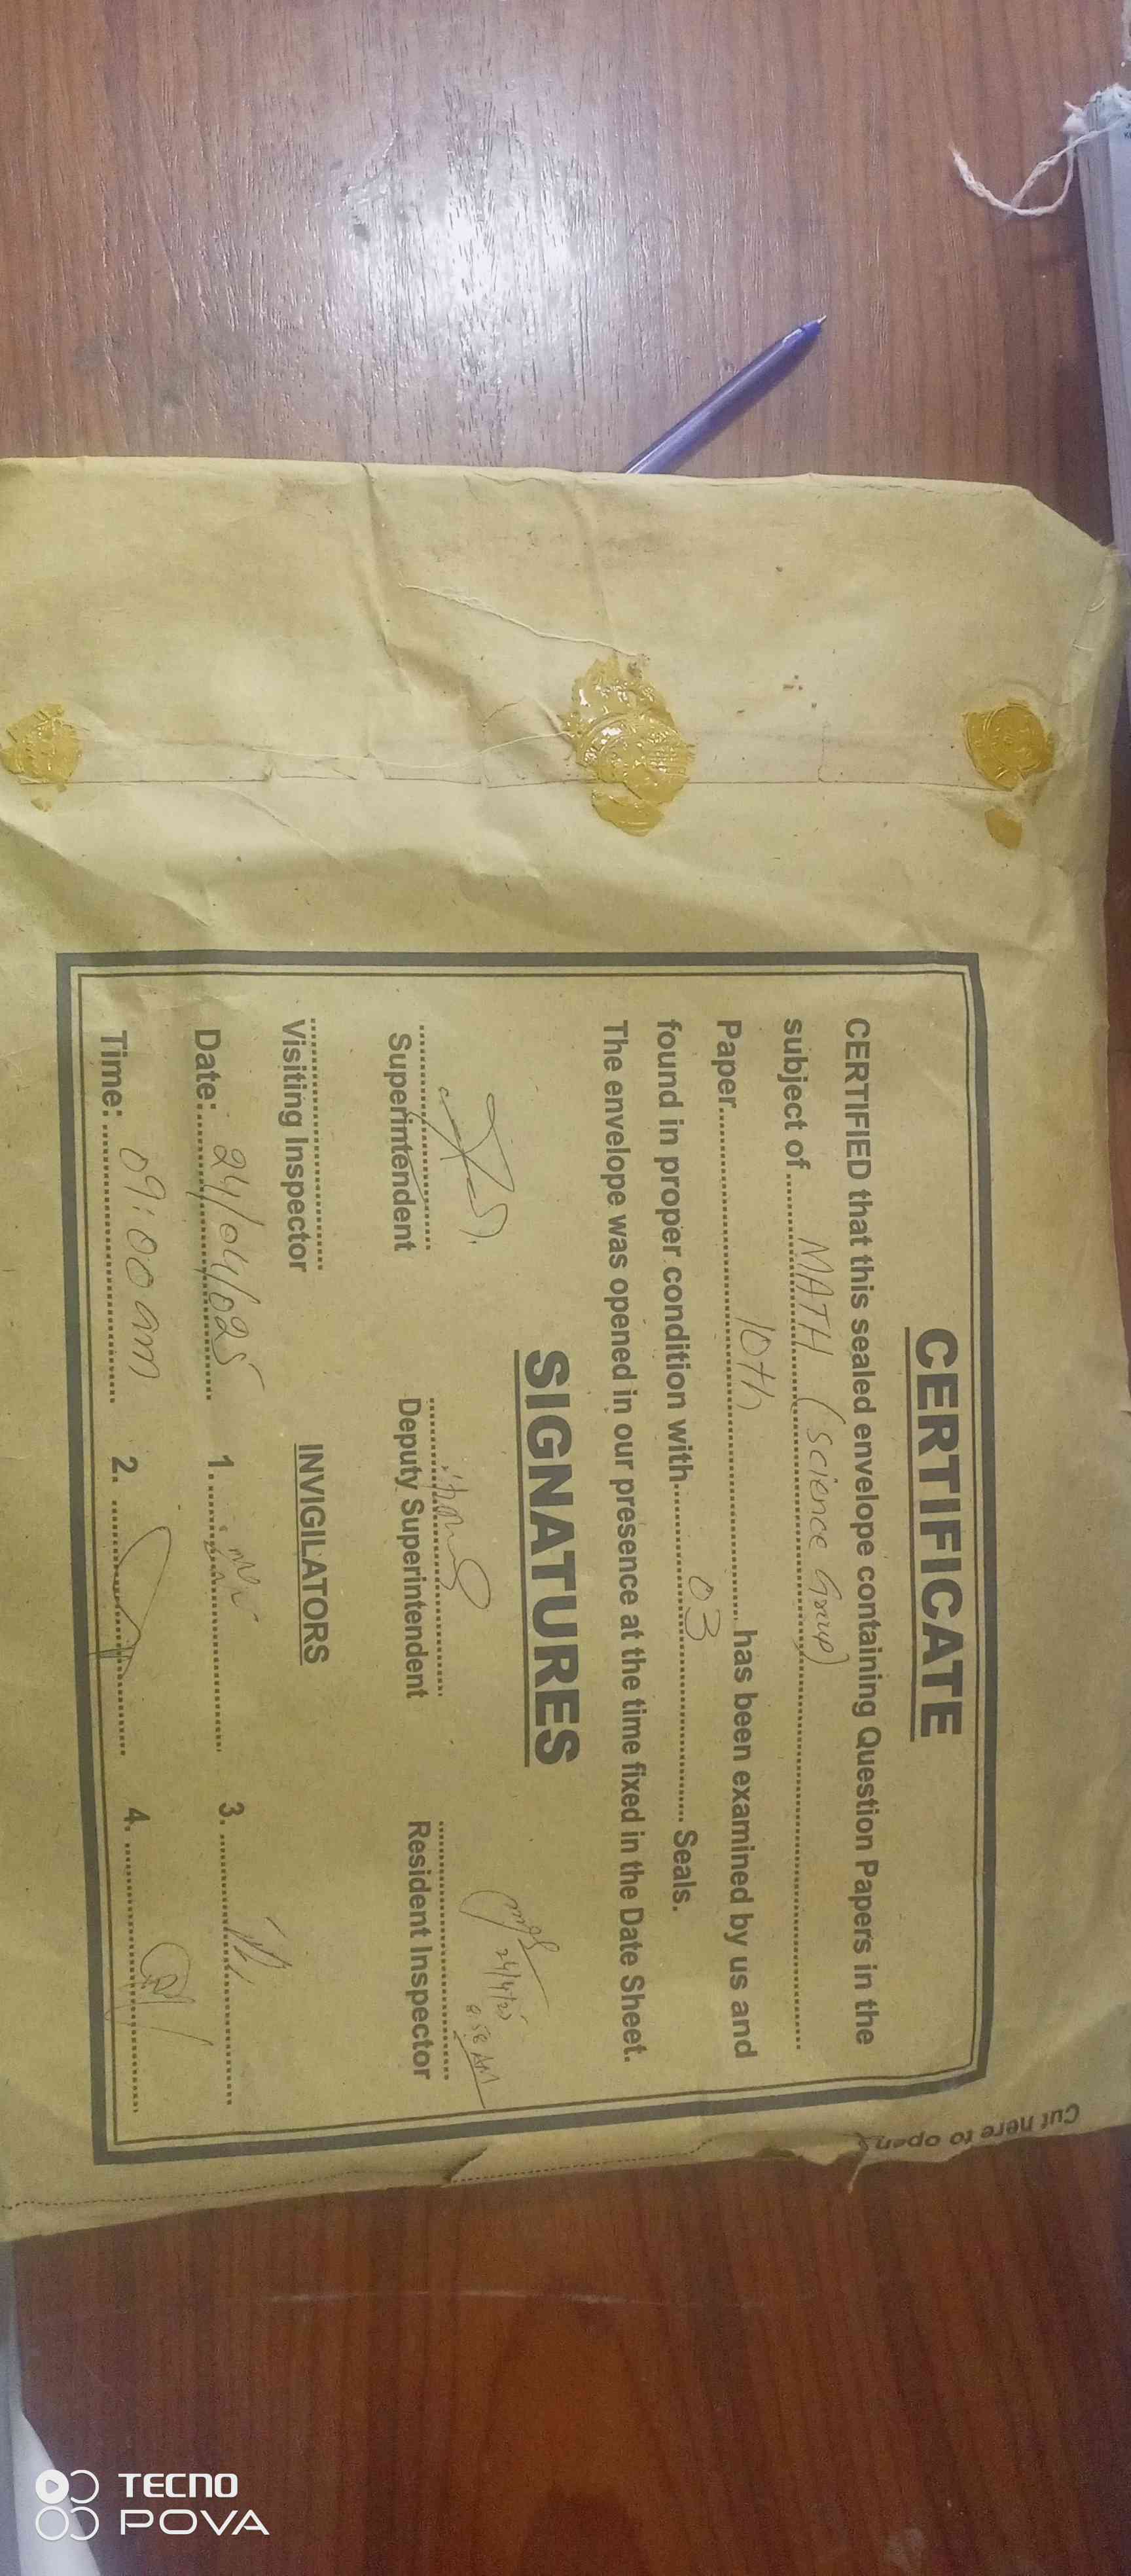 CERTIFICATE
CERTIFIED that this sealed envelope containing Question Papers in the
subject of ........ MATH (Science Group) ........
Paper........ 10th ........ has been examined by us and
found in proper condition with........ 03 ........ Seals.
The envelope was opened in our presence at the time fixed in the Date Sheet.
SIGNATURES
24/4/25
Superintendent Deputy Superintendent Resident Inspector
Visiting Inspector INVIGILATORS
Date: 24/04/025 1. 3.
Time: 09:00 am 2. 4.
Cut here to open
TECNO
POVA